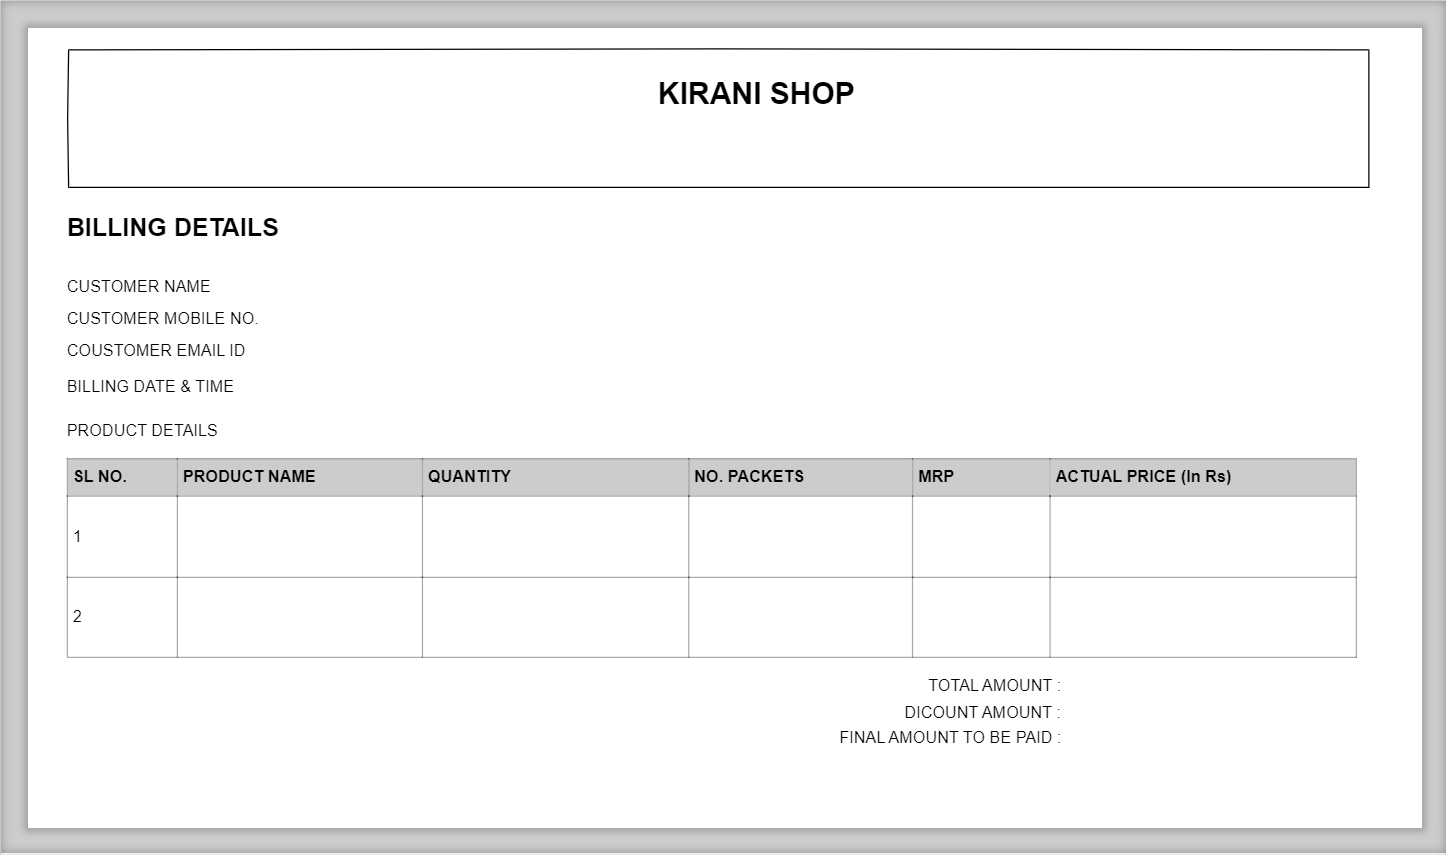 KIRANI SHOP
BILLING DETAILS
CUSTOMER NAME
CUSTOMER MOBILE NO.
COUSTOMER EMAIL ID
BILLING DATE & TIME
PRODUCT DETAILS
SL NO. PRODUCT NAME QUANTITY NO. PACKETS MRP ACTUAL PRICE (In Rs)
1
2
TOTAL AMOUNT :
DICOUNT AMOUNT :
FINAL AMOUNT TO BE PAID :